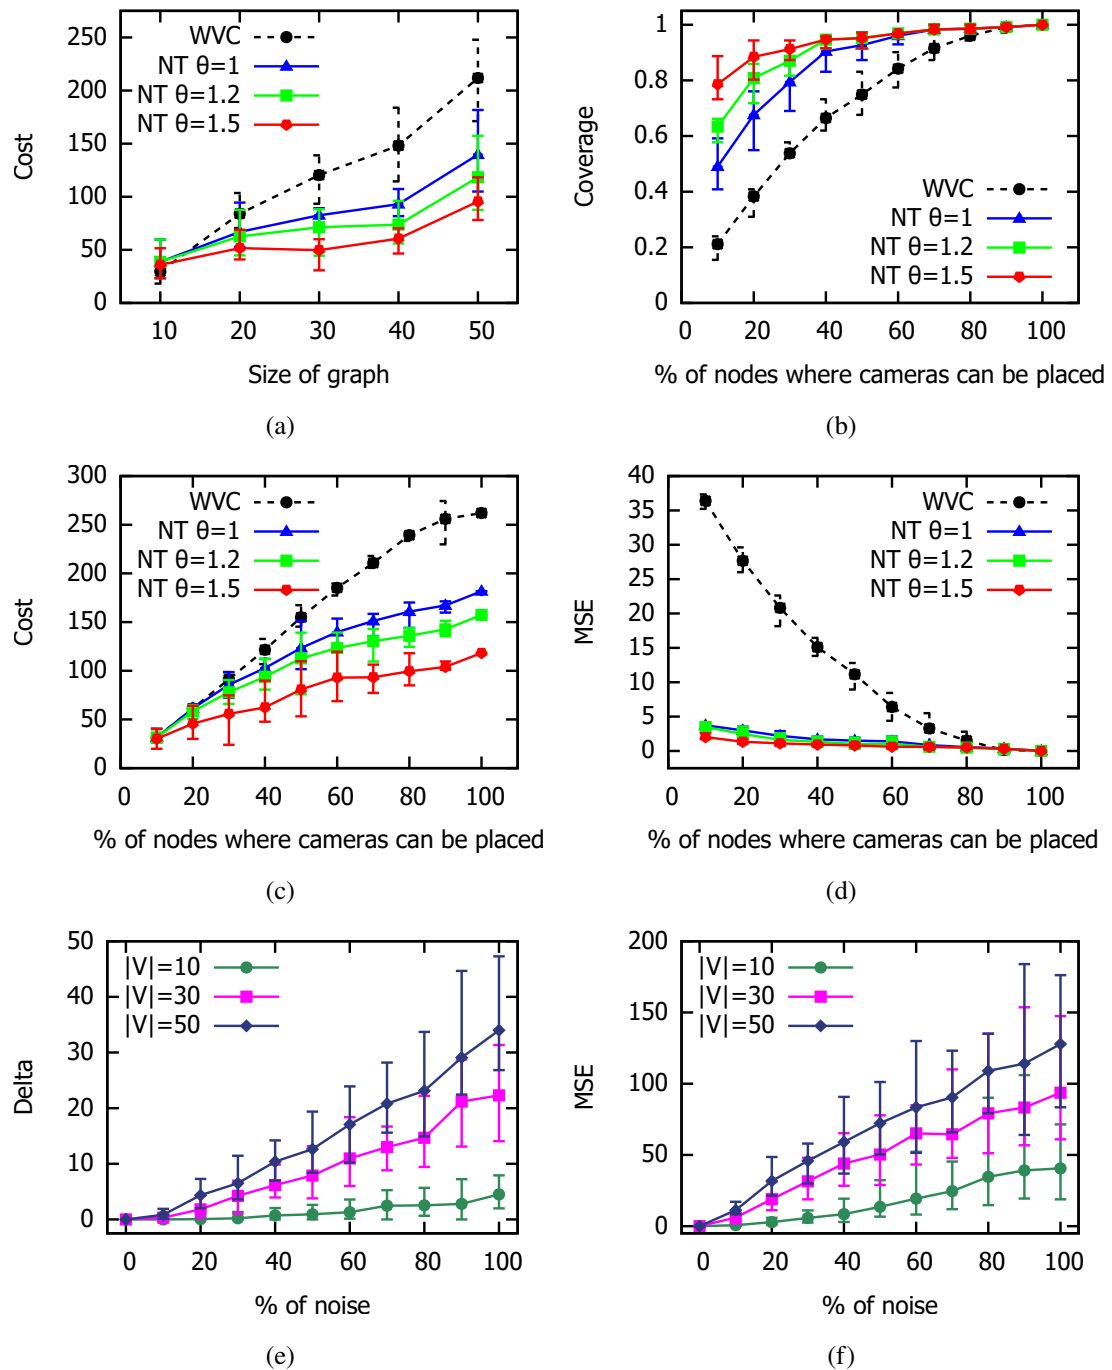 250
200
150
100
50
0
Cost
WVC
NT θ=1
NT θ=1.2
NT θ=1.5
10 20 30 40 50
Size of graph
(a)
1
0.8
0.6
0.4
0.2
0
Coverage
WVC
NT θ=1
NT θ=1.2
NT θ=1.5
0 20 40 60 80 100
% of nodes where cameras can be placed
(b)
300
250
200
150
100
50
0
Cost
WVC
NT θ=1
NT θ=1.2
NT θ=1.5
0 20 40 60 80 100
% of nodes where cameras can be placed
(c)
40
35
30
25
20
15
10
5
0
MSE
WVC
NT θ=1
NT θ=1.2
NT θ=1.5
0 20 40 60 80 100
% of nodes where cameras can be placed
(d)
50
40
30
20
10
0
Delta
|V|=10
|V|=30
|V|=50
0 20 40 60 80 100
% of noise
(e)
200
150
100
50
0
MSE
|V|=10
|V|=30
|V|=50
0 20 40 60 80 100
% of noise
(f)